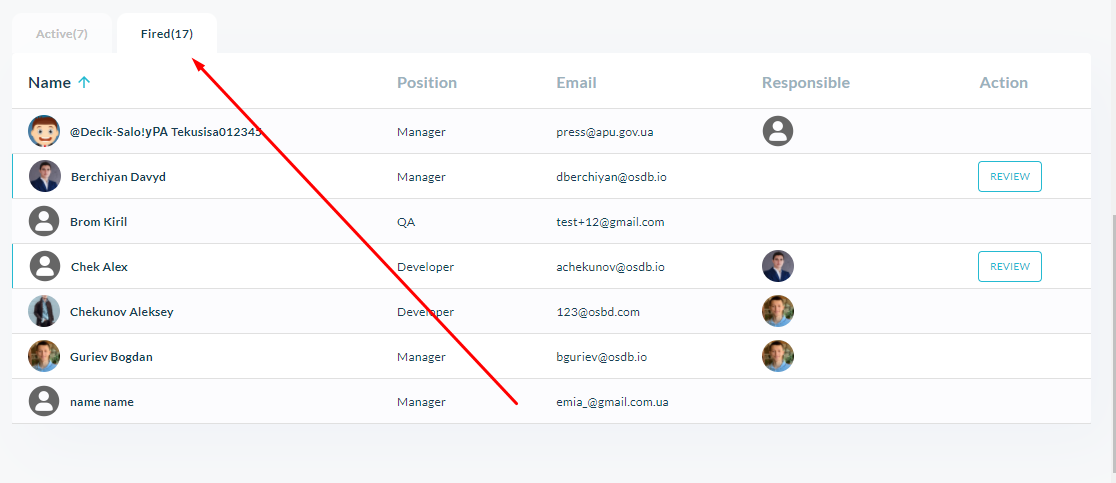 Active(7) Fired(17)
Name Position Email Responsible Action
@Decik-Salo!yPA Tekusisa012345 Manager press@apu.gov.ua
Berchiyan Davyd Manager dberchiyan@osdb.io REVIEW
Brom Kiril QA test+12@gmail.com
Chek Alex Developer achekunov@osdb.io REVIEW
Chekunov Aleksey Developer 123@osbd.com
Guriev Bogdan Manager bguriev@osdb.io
name name Manager emia_@gmail.com.ua